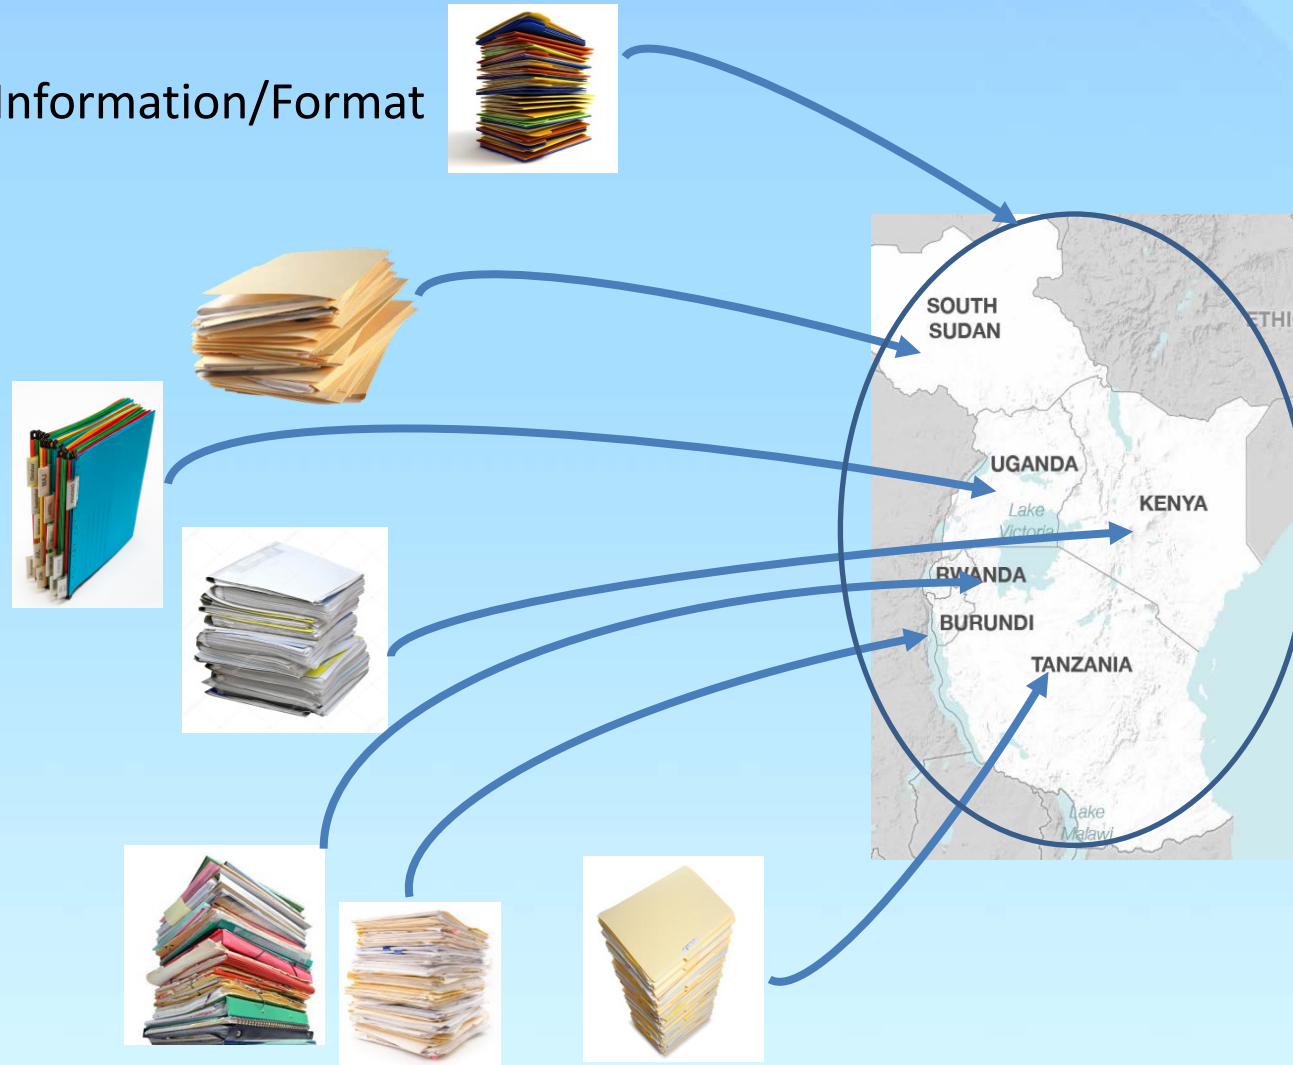 Information/Format
SOUTH
SUDAN
UGANDA
KENYA
Lake
Victoria
RWANDA
BURUNDI
TANZANIA
Lake
Malawi